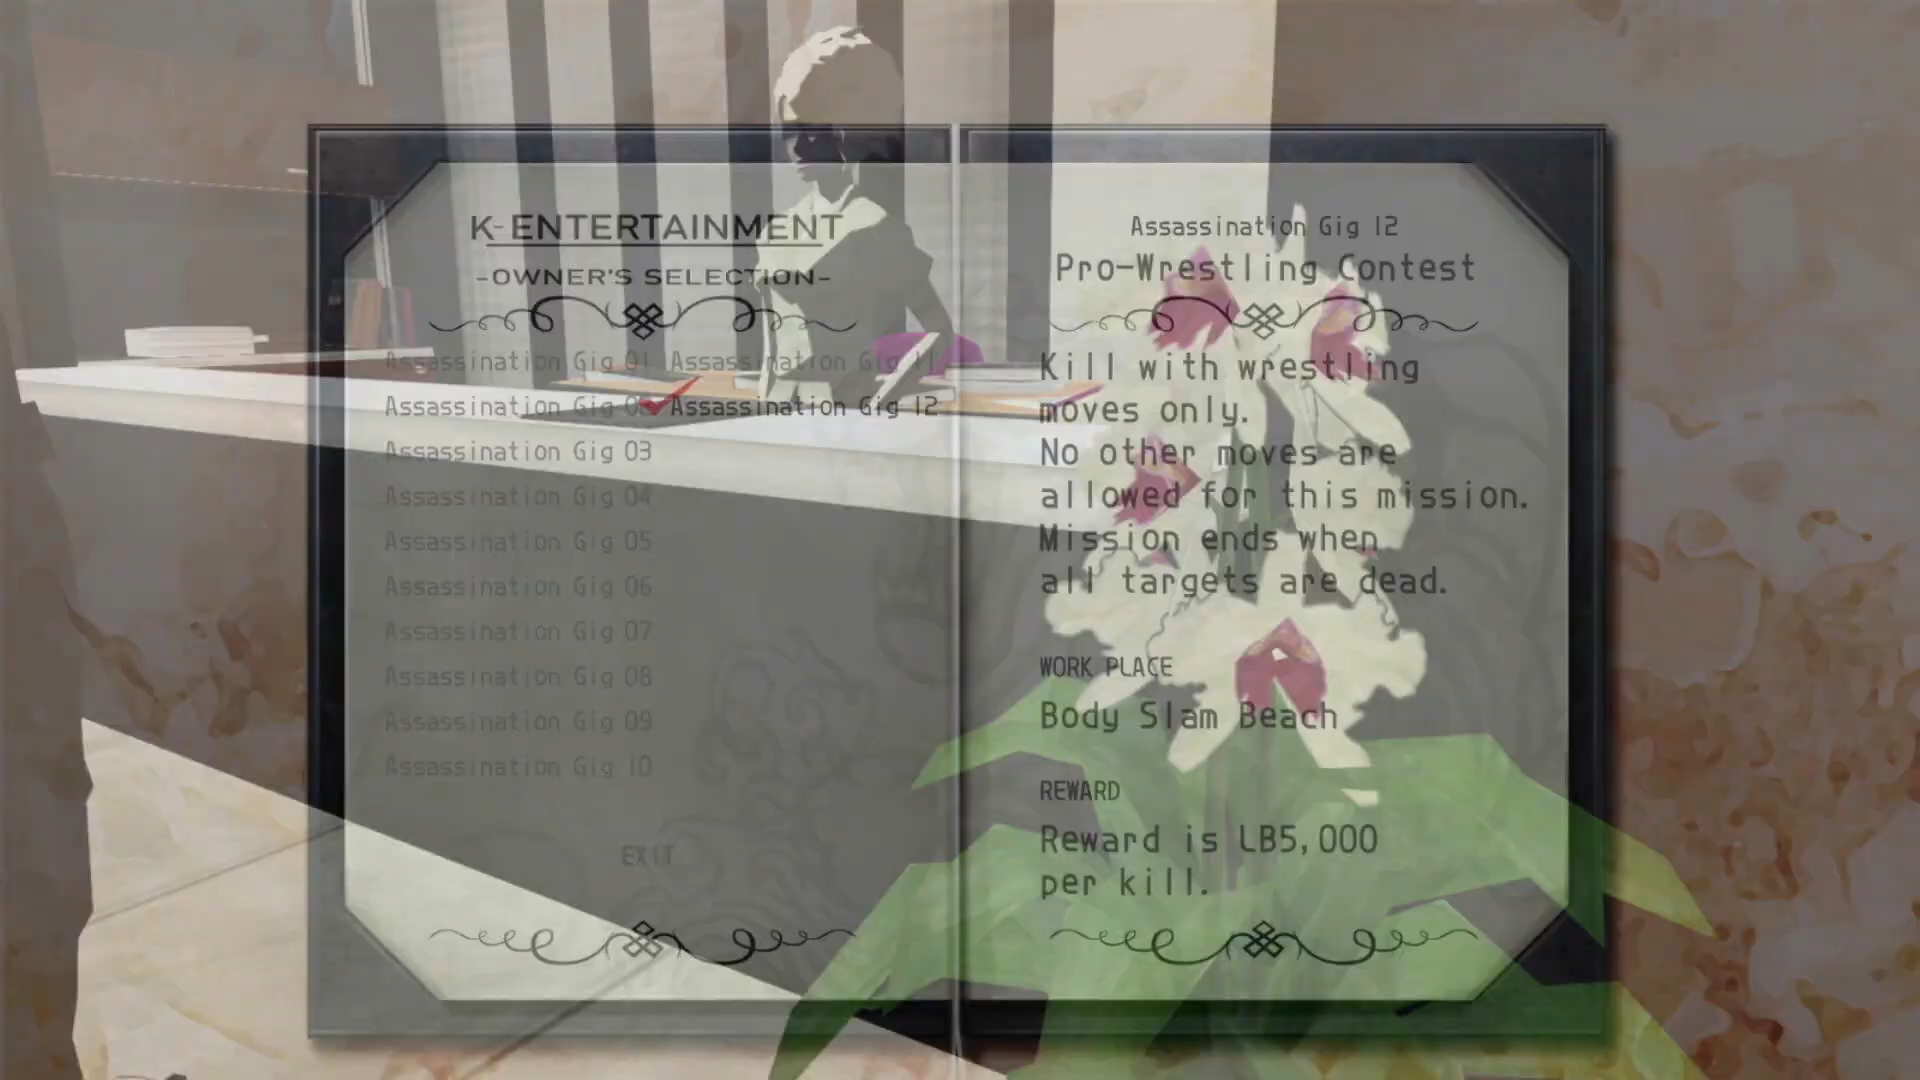 K-ENTERTAINMENT
-OWNER'S SELECTION-
Assassination Gig 01 Assassination Gig 11
Assassination Gig 0 Assassination Gig 12
Assassination Gig 03
Assassination Gig 04
Assassination Gig 05
Assassination Gig 06
Assassination Gig 07
Assassination Gig 08
Assassination Gig 09
Assassination Gig 10
EXIT
Assassination Gig 12
Pro-Wrestling Contest
Kill with wrestling
moves only.
No other moves are
allowed for this mission.
Mission ends when
all targets are dead.
WORK PLACE
Body Slam Beach
REWARD
Reward is LB5,000
per kill.